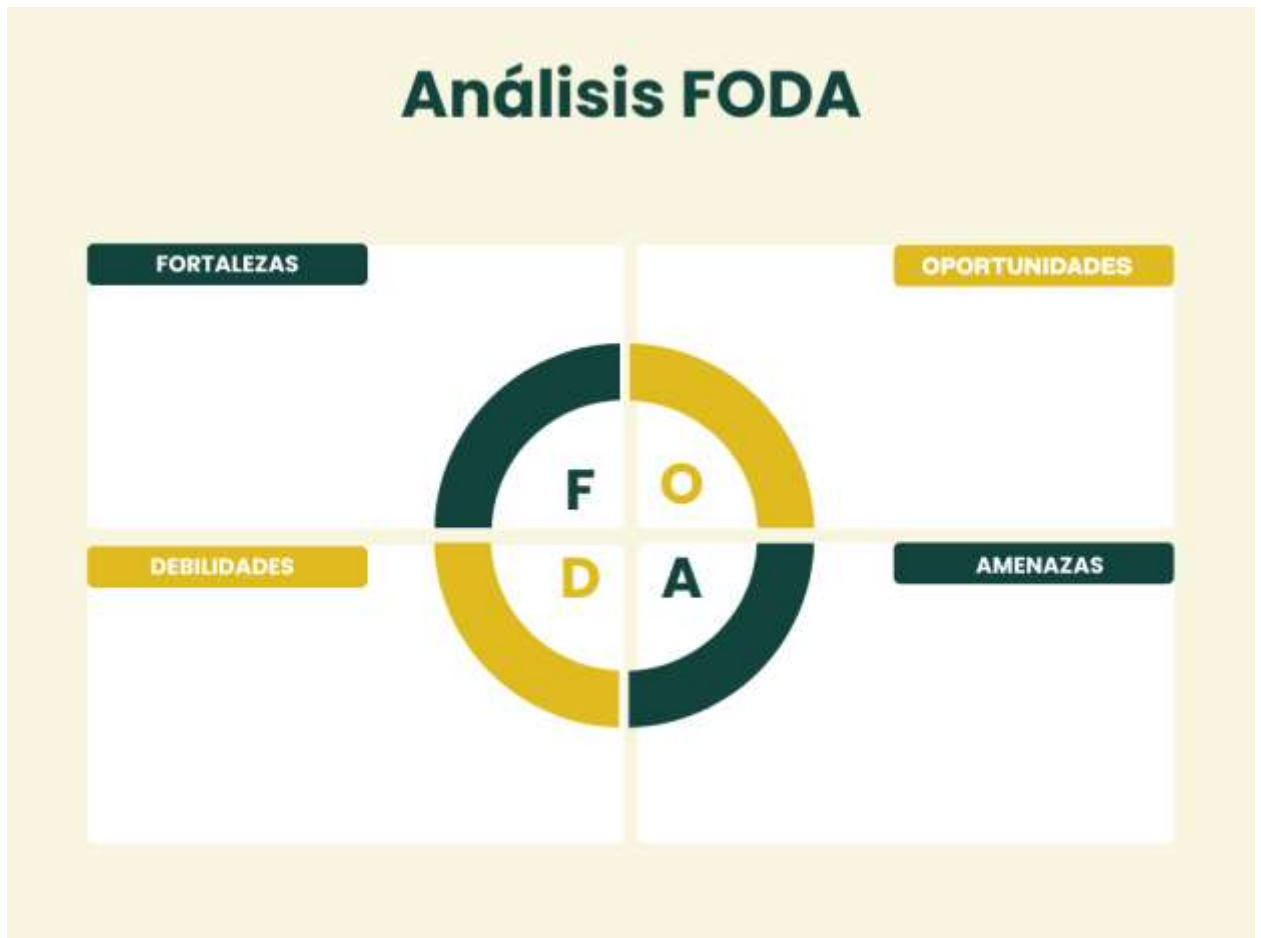 Análisis FODA
FORTALEZAS
OPORTUNIDADES
F O
D A
DEBILIDADES
AMENAZAS